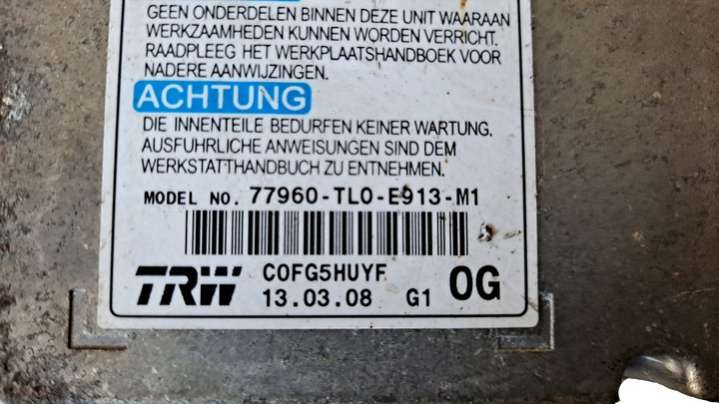 GEEN ONDERDELEN BINNEN DEZE UNIT WAARAAN
WERKZAAMHEDEN KUNNEN WORDEN VERRICHT.
RAADPLEEG HET WERKPLAATSHANDBOEK VOOR
NADERE AANWIJZINGEN.
ACHTUNG
DIE INNENTEILE BEDURFEN KEINER WARTUNG.
AUSFUHRLICHE ANWEISUNGEN SIND DEM
WERKSTATTHANDBUCH ZU ENTNEHMEN.
MODEL NO. 77960-TL0-E913-M1
TRW C0FG5HUYF 0G
13.03.08 G1